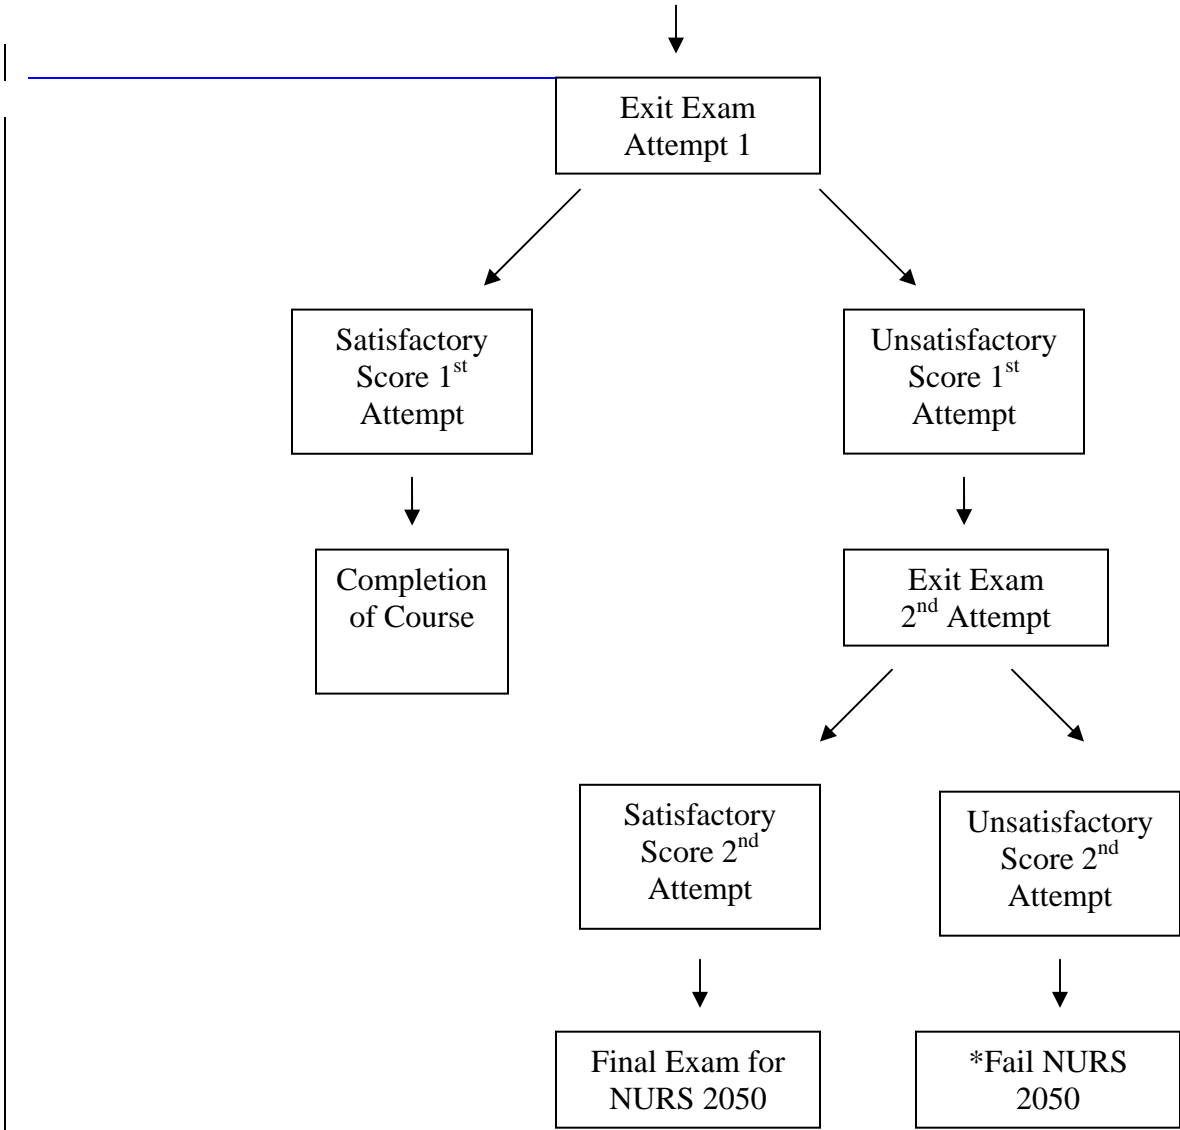 Exit Exam
Attempt 1
Satisfactory
Score 1st
Attempt
Unsatisfactory
Score 1st
Attempt
Completion
of Course
Exit Exam
2nd Attempt
Satisfactory
Score 2nd
Attempt
Unsatisfactory
Score 2nd
Attempt
Final Exam for
NURS 2050
*Fail NURS
2050